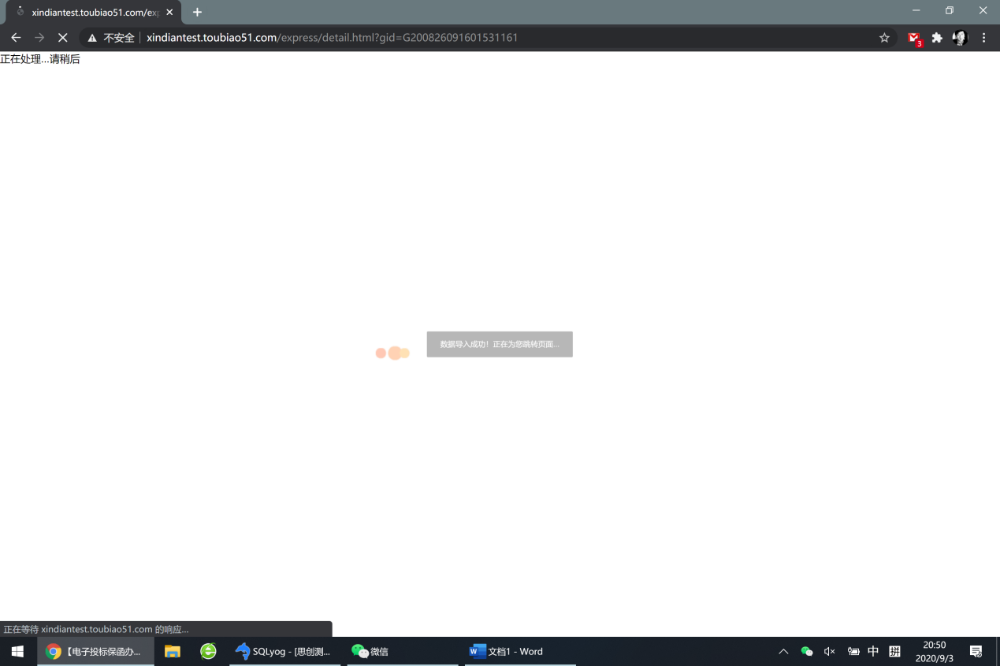 xindiantest.toubiao51.com/exp
不安全
xindiantest.toubiao51.com/express/detail.html?gid=G200826091601531161
3
正在处理...请稍后
数据导入成功！正在为您跳转页面...
正在等待 xindiantest.toubiao51.com 的响应...
【电子投标保函办...
SQLyog - [思创测...
微信
W
文档1 - Word
中
拼
20:50
2020/9/3